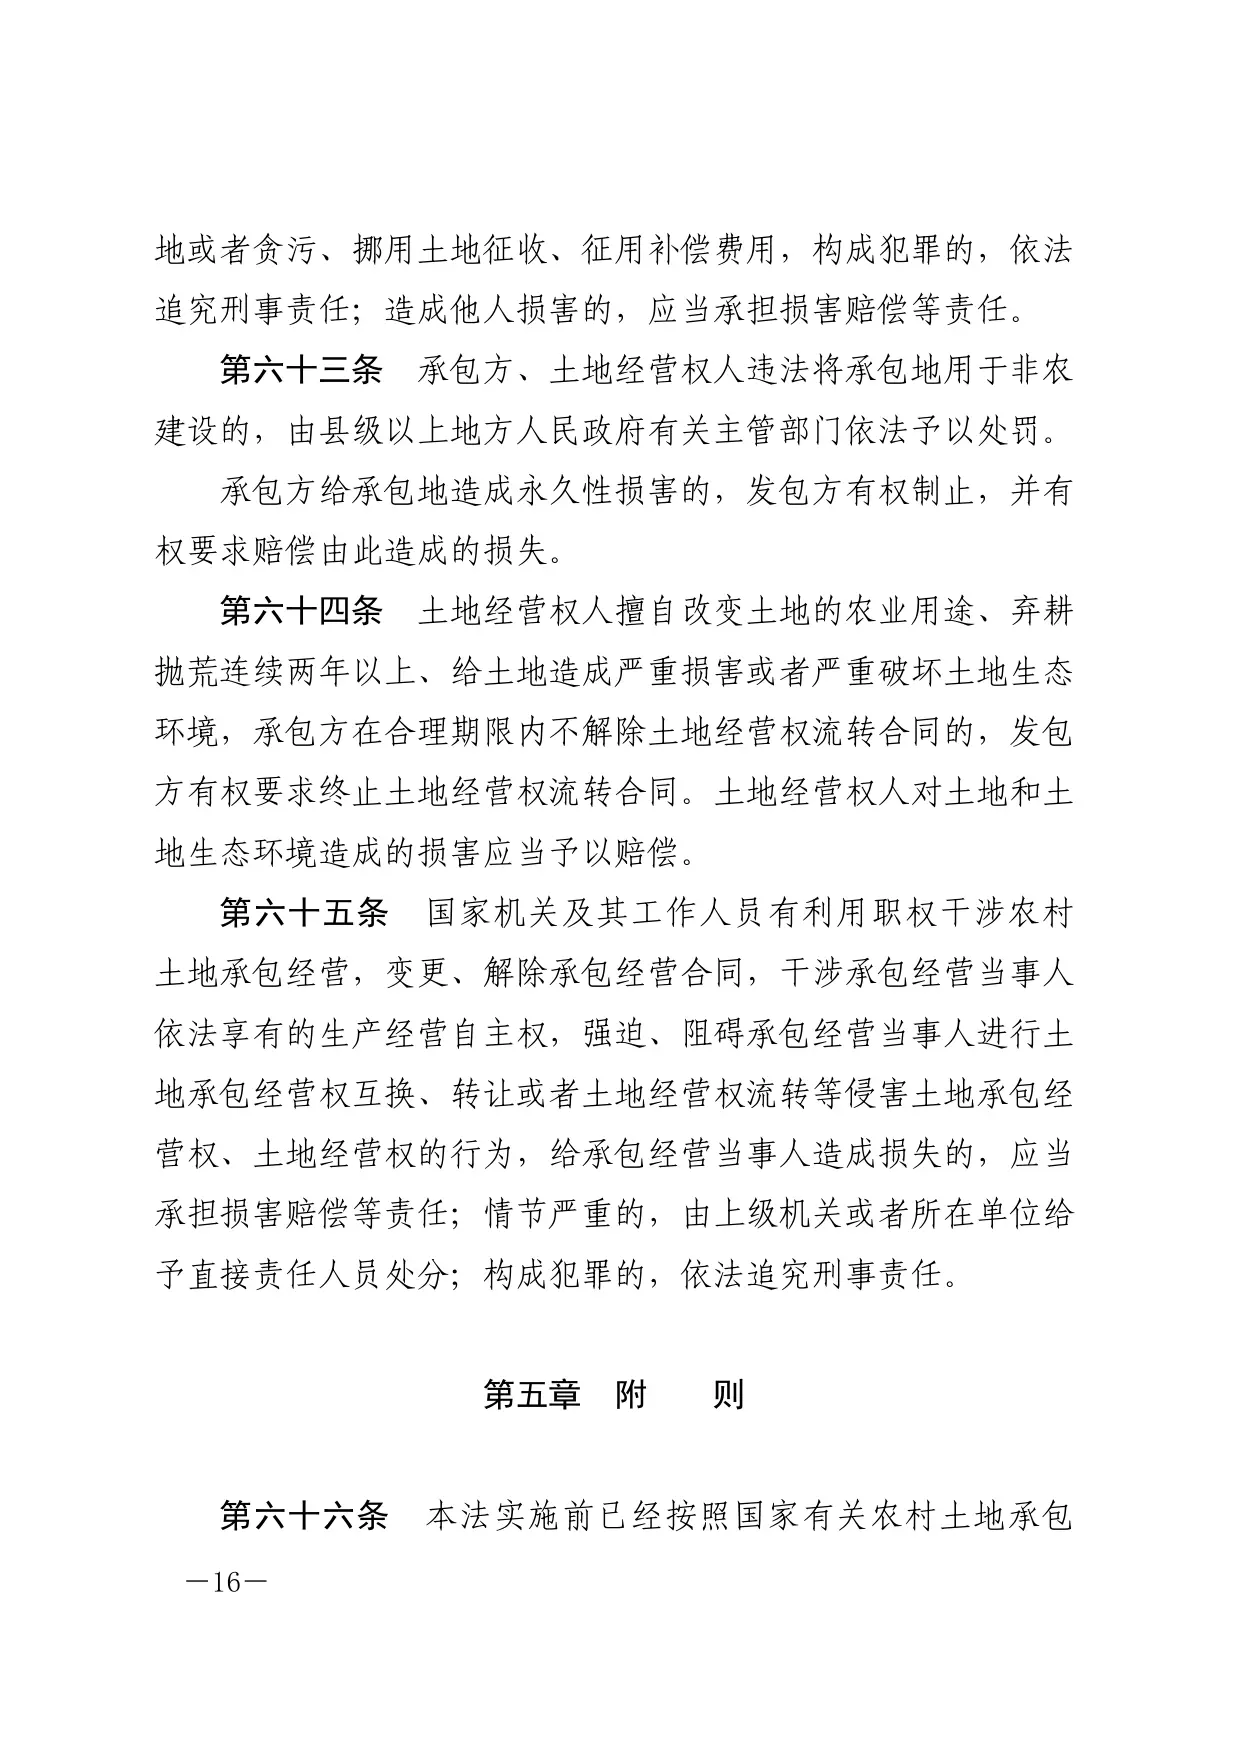 地或者贪污、挪用土地征收、征用补偿费用，构成犯罪的，依法
追究刑事责任；造成他人损害的，应当承担损害赔偿等责任。
第六十三条　承包方、土地经营权人违法将承包地用于非农
建设的，由县级以上地方人民政府有关主管部门依法予以处罚。
承包方给承包地造成永久性损害的，发包方有权制止，并有
权要求赔偿由此造成的损失。
第六十四条　土地经营权人擅自改变土地的农业用途、弃耕
抛荒连续两年以上、给土地造成严重损害或者严重破坏土地生态
环境，承包方在合理期限内不解除土地经营权流转合同的，发包
方有权要求终止土地经营权流转合同。土地经营权人对土地和土
地生态环境造成的损害应当予以赔偿。
第六十五条　国家机关及其工作人员有利用职权干涉农村
土地承包经营，变更、解除承包经营合同，干涉承包经营当事人
依法享有的生产经营自主权，强迫、阻碍承包经营当事人进行土
地承包经营权互换、转让或者土地经营权流转等侵害土地承包经
营权、土地经营权的行为，给承包经营当事人造成损失的，应当
承担损害赔偿等责任；情节严重的，由上级机关或者所在单位给
予直接责任人员处分；构成犯罪的，依法追究刑事责任。
第五章　附　　则
第六十六条　本法实施前已经按照国家有关农村土地承包
—16—